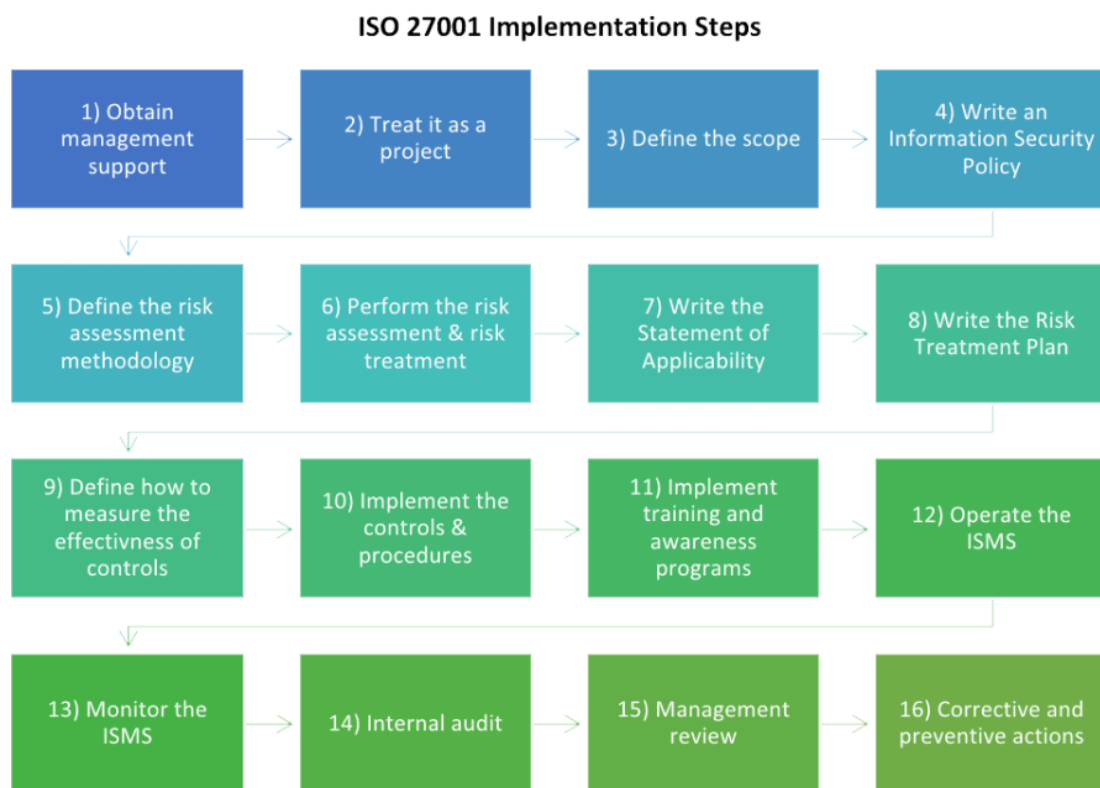 ISO 27001 Implementation Steps
1) Obtain
management
support
2) Treat it as a
project
3) Define the scope
4) Write an
Information Security
Policy
5) Define the risk
assessment
methodology
6) Perform the risk
assessment & risk
treatment
7) Write the
Statement of
Applicability
8) Write the Risk
Treatment Plan
9) Define how to
measure the
effectivness of
controls
10) Implement the
controls &
procedures
11) Implement
training and
awareness
programs
12) Operate the
ISMS
13) Monitor the
ISMS
14) Internal audit
15) Management
review
16) Corrective and
preventive actions